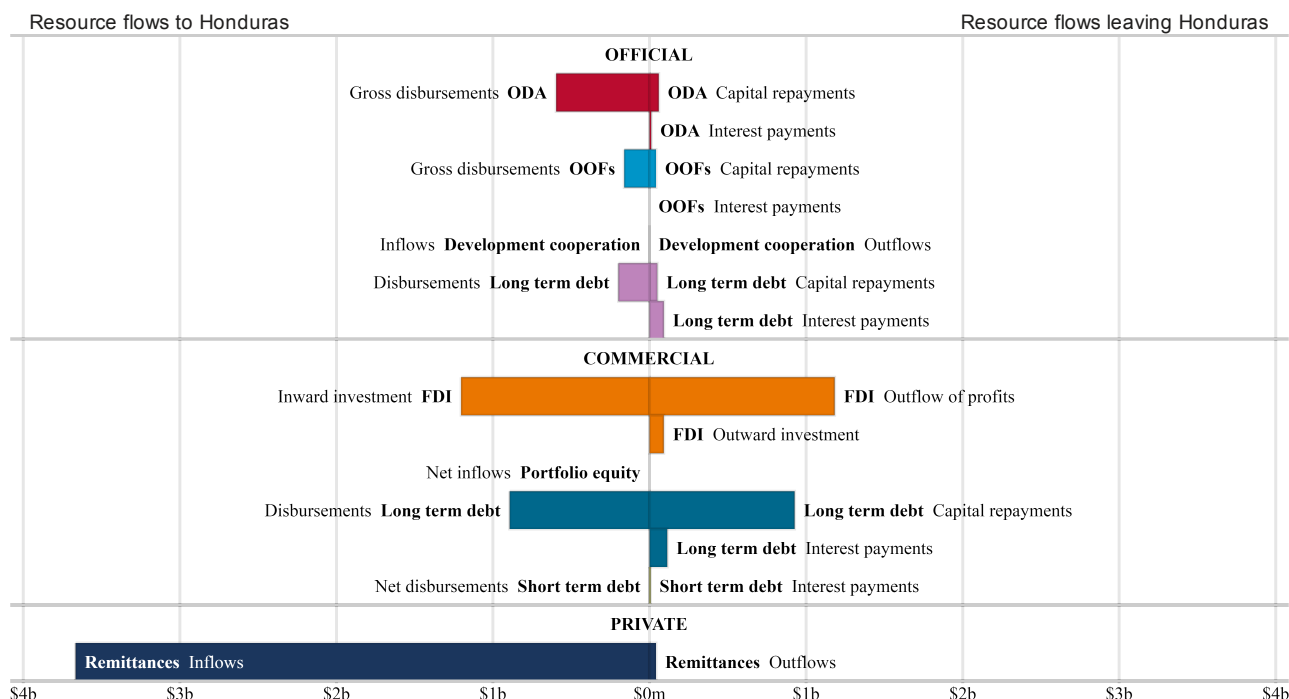 Resource flows to Honduras Resource flows leaving Honduras
OFFICIAL
Gross disbursements ODA ODA Capital repayments
ODA Interest payments
Gross disbursements OOFs OOFs Capital repayments
OOFs Interest payments
Inflows Development cooperation Development cooperation Outflows
Disbursements Long term debt Long term debt Capital repayments
Long term debt Interest payments
COMMERCIAL
Inward investment FDI FDI Outflow of profits
FDI Outward investment
Net inflows Portfolio equity
Disbursements Long term debt Long term debt Capital repayments
Long term debt Interest payments
Net disbursements Short term debt Short term debt Interest payments
PRIVATE
Remittances Inflows Remittances Outflows
$4b $3b $2b $1b $0m $1b $2b $3b $4b